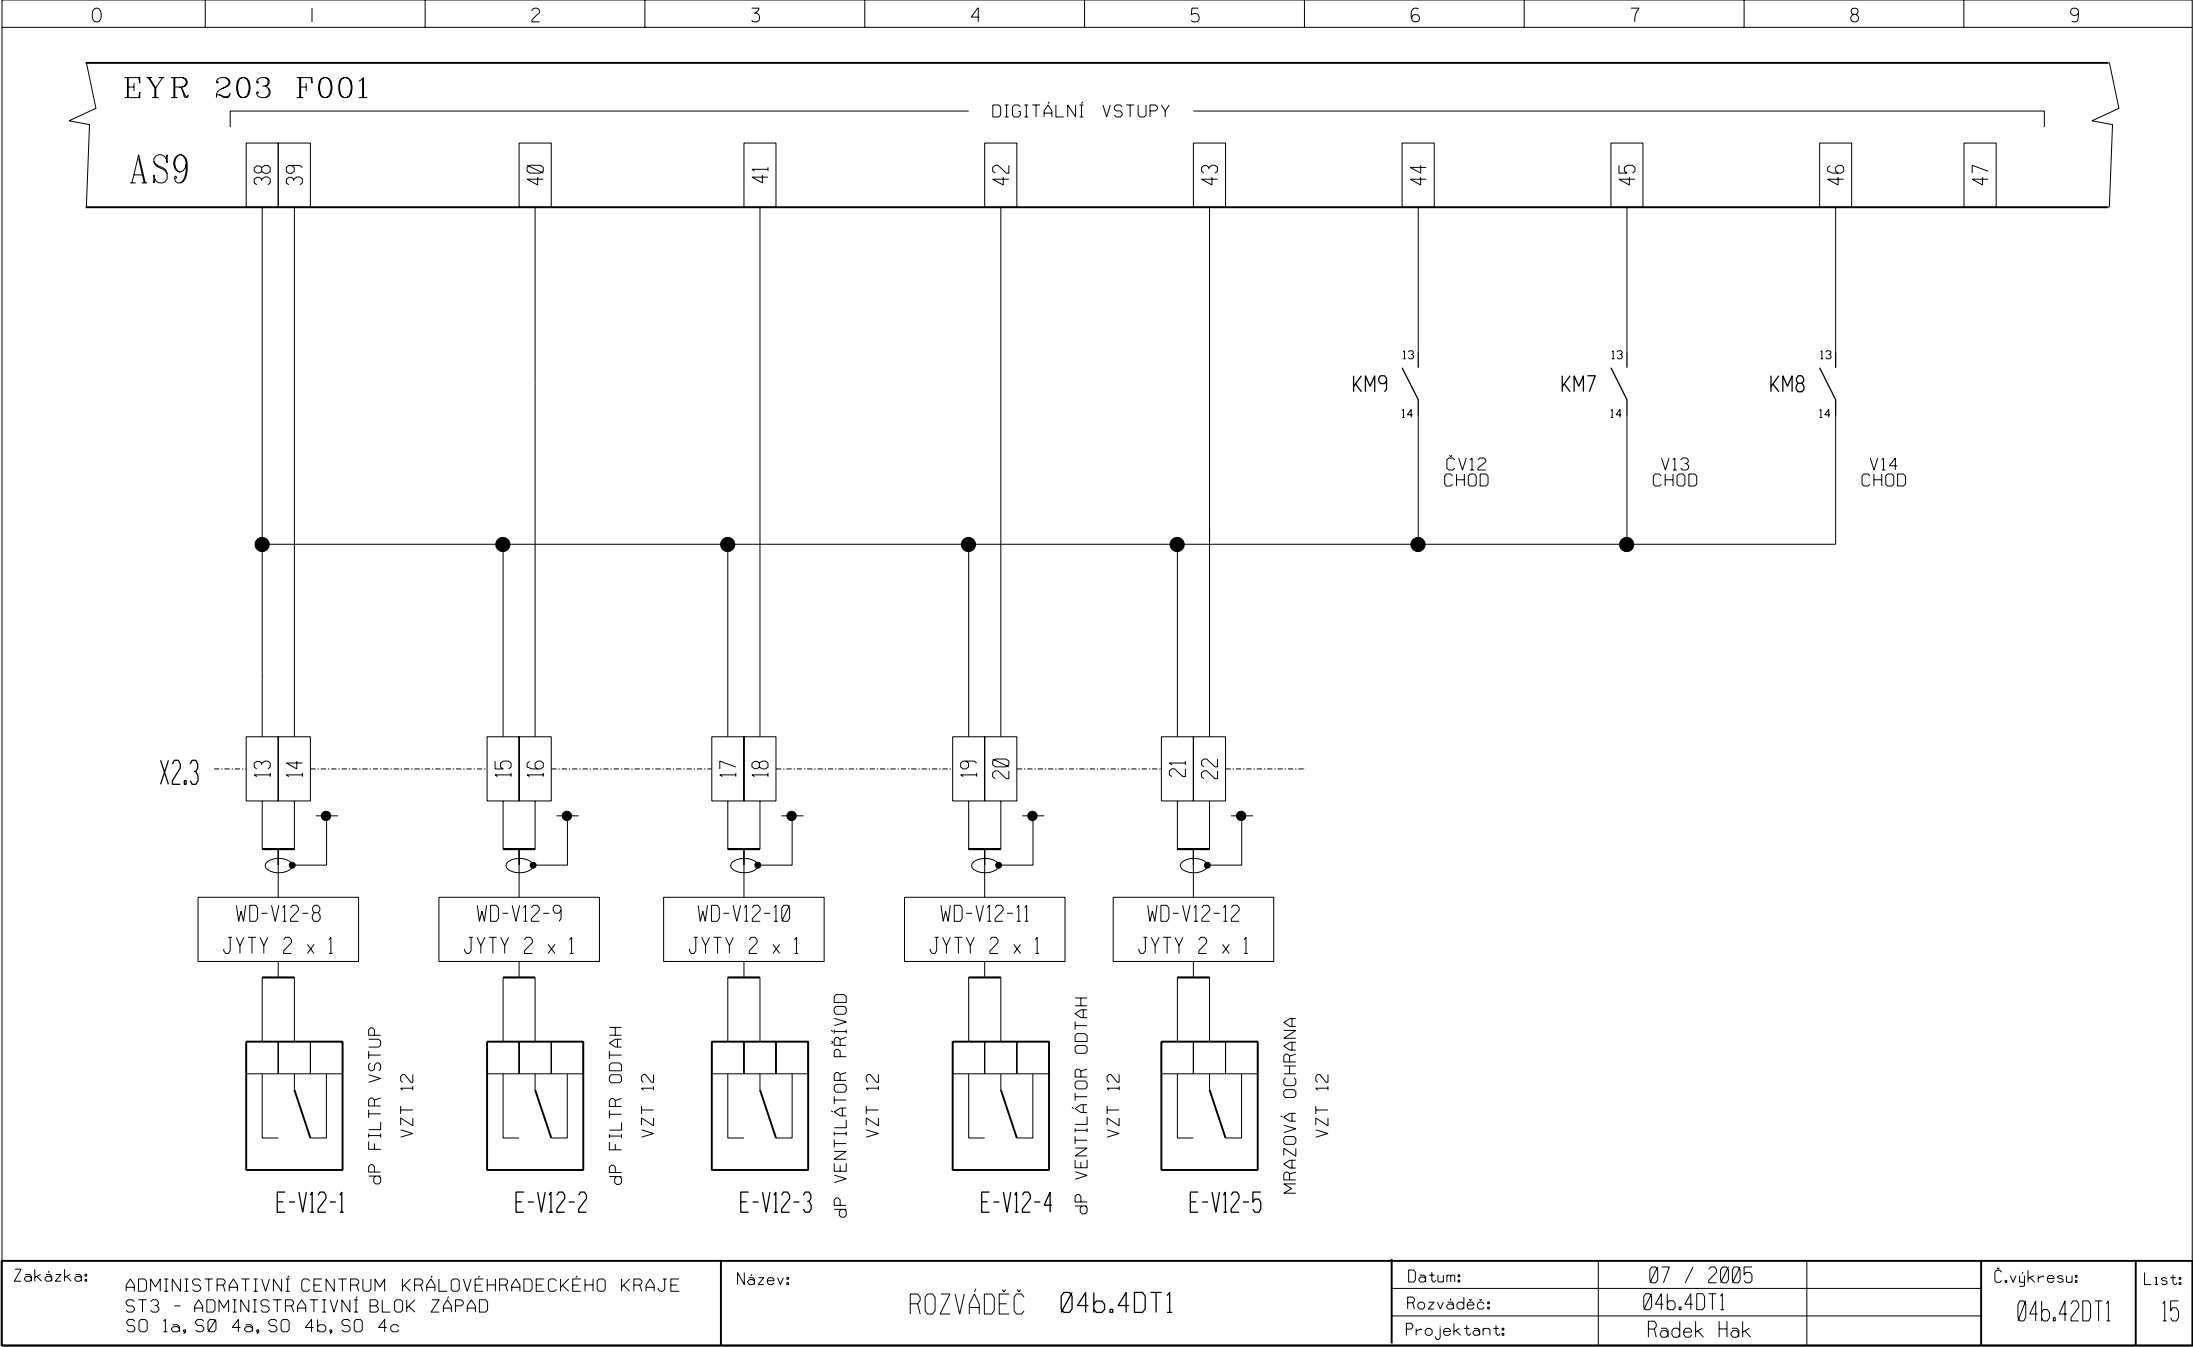 0 1 2 3 4 5 6 7 8 9
EYR 203 F001
DIGITÁLNÍ VSTUPY
AS9
38 39 40 41 42 43 44 45 46 47
13 13 13
KM9 KM7 KM8
14 14 14
ČV12 V13 V14
CHOD CHOD CHOD
X2.3 13 14 15 16 17 18 19 20 21 22
WD-V12-8 WD-V12-9 WD-V12-10 WD-V12-11 WD-V12-12
JYTY 2 x 1 JYTY 2 x 1 JYTY 2 x 1 JYTY 2 x 1 JYTY 2 x 1
dP FILTR VSTUP
VZT 12
dP FILTR ODTAH
VZT 12
dP VENTILÁTOR PŘÍVOD
VZT 12
dP VENTILÁTOR ODTAH
VZT 12
MRAZOVÁ OCHRANA
VZT 12
E-V12-1 E-V12-2 E-V12-3 E-V12-4 E-V12-5
Zakázka:
ADMINISTRATIVNÍ CENTRUM KRÁLOVÉHRADECKÉHO KRAJE
ST3 - ADMINISTRATIVNÍ BLOK ZÁPAD
SO 1a, SØ 4a, SO 4b, SO 4c
Název:
ROZVÁDĚČ Ø4b.4DT1
Datum: Ø7 / 2005
Rozváděč: Ø4b.4DT1
Projektant: Radek Hak
Č.výkresu:
Ø4b.42DT1
List:
15